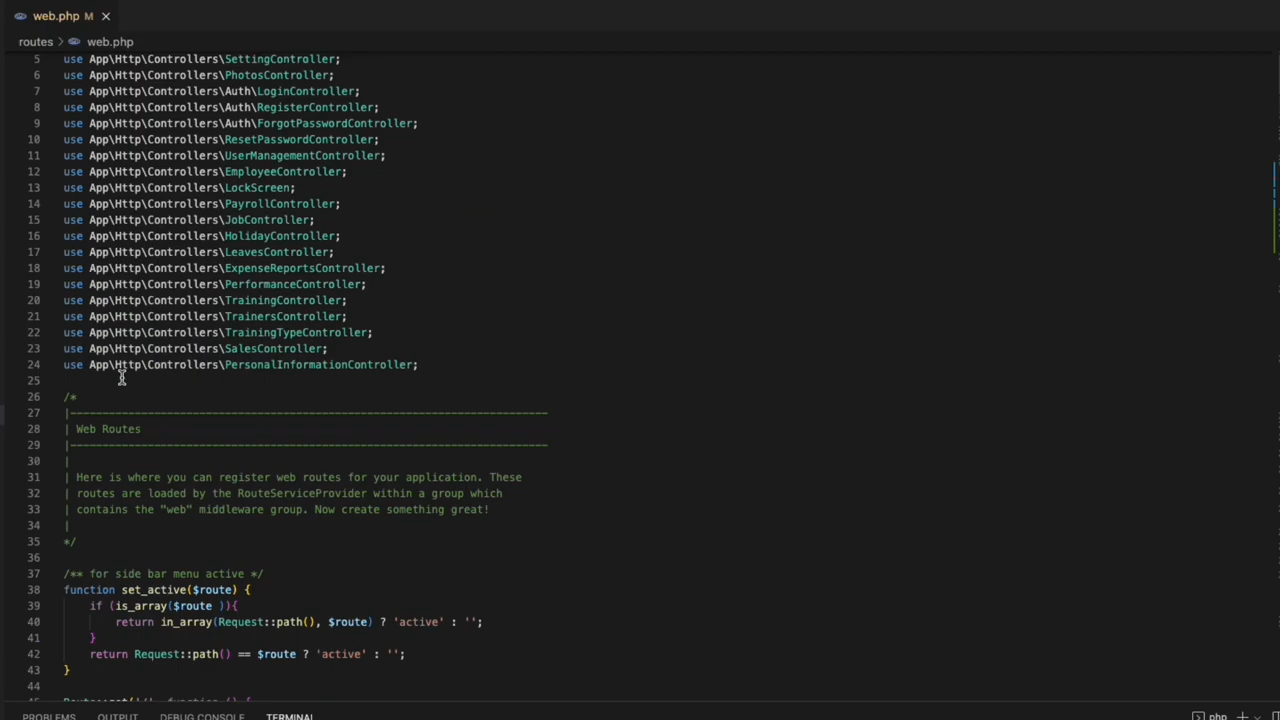 web.php M
routes > web.php
5 use App\Http\Controllers\SettingController;
6 use App\Http\Controllers\PhotosController;
7 use App\Http\Controllers\Auth\LoginController;
8 use App\Http\Controllers\Auth\RegisterController;
9 use App\Http\Controllers\Auth\ForgotPasswordController;
10 use App\Http\Controllers\ResetPasswordController;
11 use App\Http\Controllers\UserManagementController;
12 use App\Http\Controllers\EmployeeController;
13 use App\Http\Controllers\LockScreen;
14 use App\Http\Controllers\PayrollController;
15 use App\Http\Controllers\JobController;
16 use App\Http\Controllers\HolidayController;
17 use App\Http\Controllers\LeavesController;
18 use App\Http\Controllers\ExpenseReportsController;
19 use App\Http\Controllers\PerformanceController;
20 use App\Http\Controllers\TrainingController;
21 use App\Http\Controllers\TrainersController;
22 use App\Http\Controllers\TrainingTypeController;
23 use App\Http\Controllers\SalesController;
24 use App\Http\Controllers\PersonalInformationController;
25
26 /*
27 |--------------------------------------------------------------------------
28 | Web Routes
29 |--------------------------------------------------------------------------
30 |
31 | Here is where you can register web routes for your application. These
32 | routes are loaded by the RouteServiceProvider within a group which
33 | contains the "web" middleware group. Now create something great!
34 |
35 */
36
37 /** for side bar menu active */
38 function set_active($route) {
39 if (is_array($route )){
40 return in_array(Request::path(), $route) ? 'active' : '';
41 }
42 return Request::path() == $route ? 'active' : '';
43 }
44
45 Route::get('/', function () {
PROBLEMS OUTPUT DEBUG CONSOLE TERMINAL php